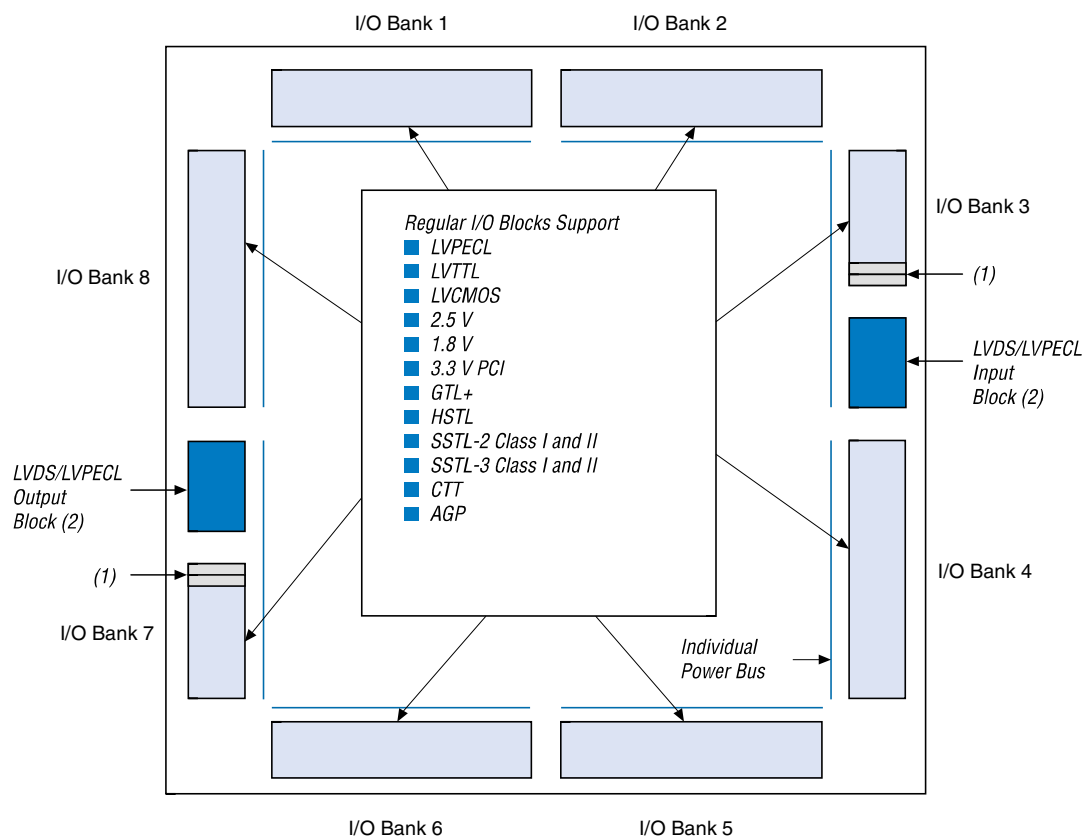 I/O Bank 1
I/O Bank 2
I/O Bank 3
(1)
LVDS/LVPECL
Input
Block (2)
I/O Bank 4
I/O Bank 8
LVDS/LVPECL
Output
Block (2)
(1)
I/O Bank 7
Regular I/O Blocks Support
LVPECL
LVTTL
LVCMOS
2.5 V
1.8 V
3.3 V PCI
GTL+
HSTL
SSTL-2 Class I and II
SSTL-3 Class I and II
CTT
AGP
Individual
Power Bus
I/O Bank 6
I/O Bank 5